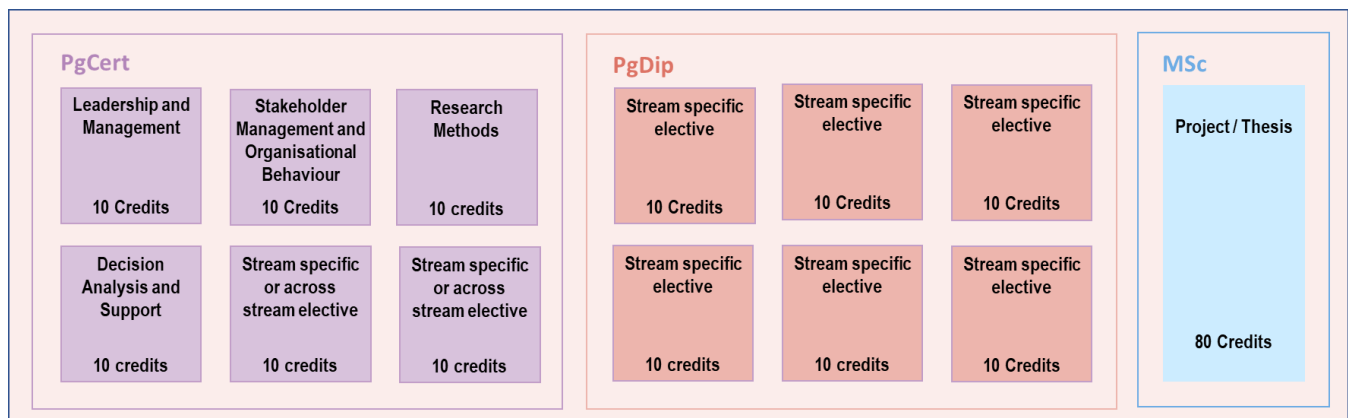 PgCert
Leadership and
Management
10 Credits
Stakeholder
Management and
Organisational
Behaviour
10 Credits
Research
Methods
10 credits
Decision
Analysis and
Support
10 credits
Stream specific
or across
stream elective
10 credits
Stream specific
or across
stream elective
10 credits
PgDip
Stream specific
elective
10 Credits
Stream specific
elective
10 Credits
Stream specific
elective
10 Credits
Stream specific
elective
10 credits
Stream specific
elective
10 credits
Stream specific
elective
10 Credits
MSc
Project / Thesis
80 Credits